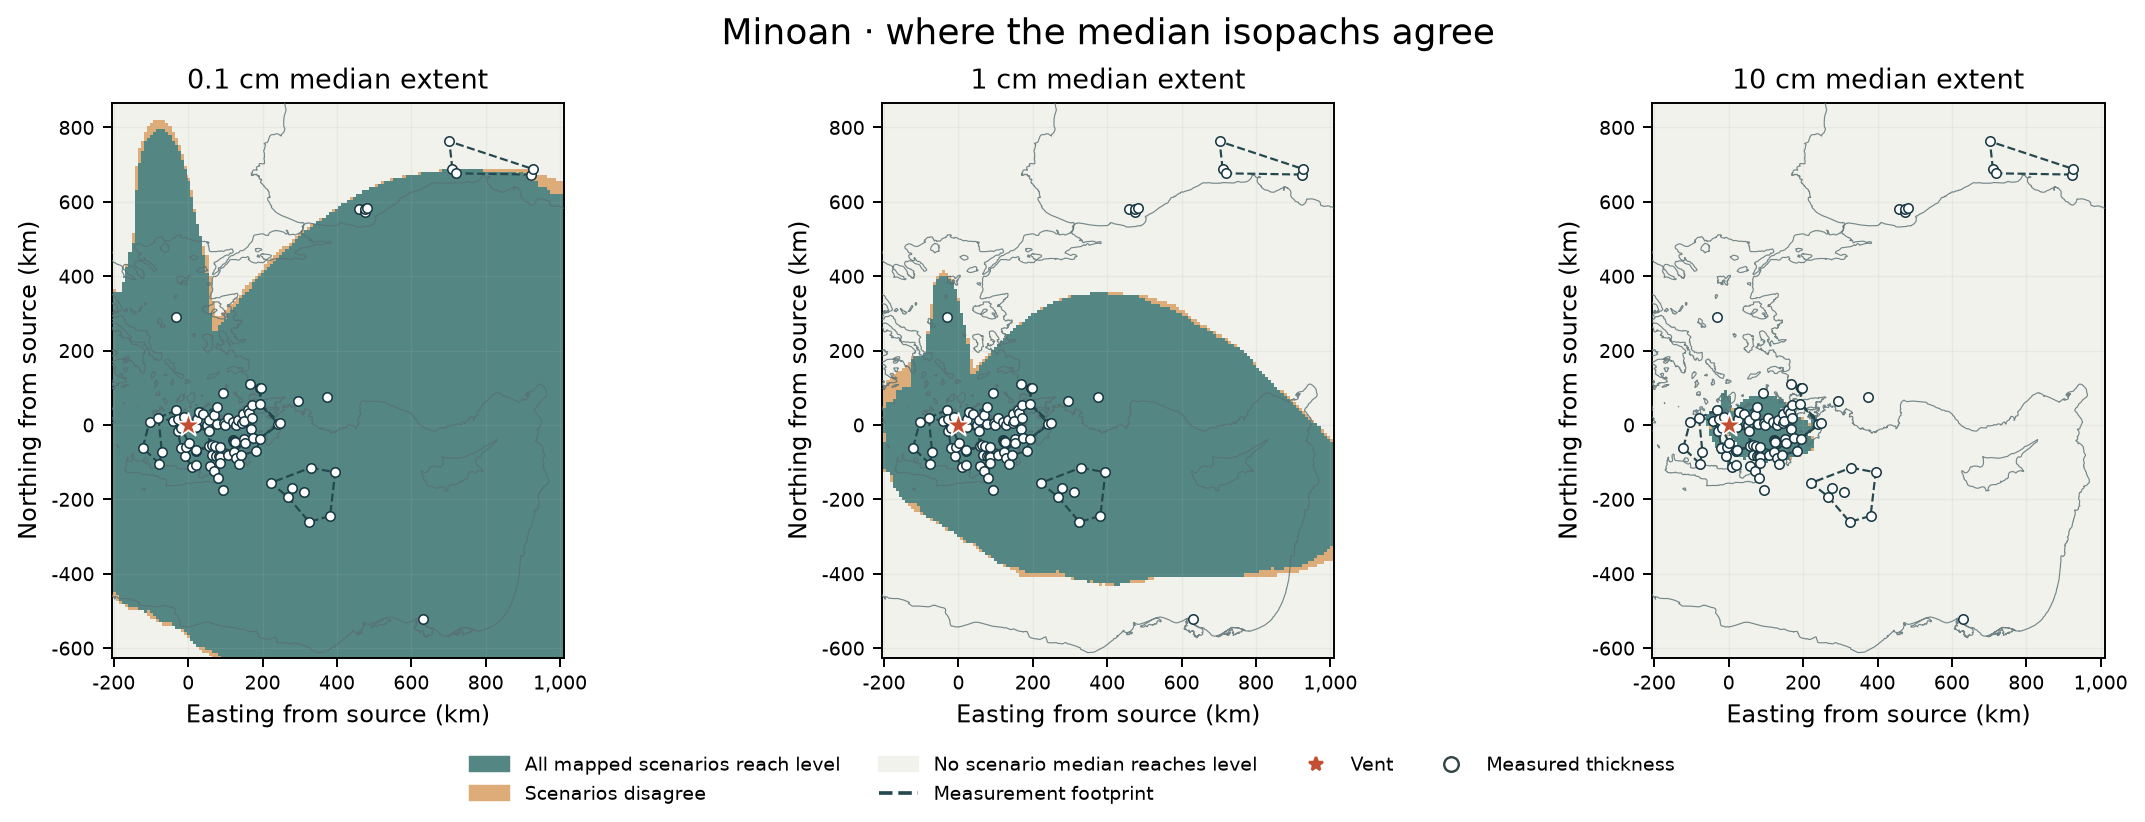 Minoan · where the median isopachs agree
0.1 cm median extent
1 cm median extent
10 cm median extent
Northing from source (km)
800
600
400
200
0
-200
-400
-600
-200 0 200 400 600 800 1,000
Easting from source (km)
Northing from source (km)
800
600
400
200
0
-200
-400
-600
-200 0 200 400 600 800 1,000
Easting from source (km)
Northing from source (km)
800
600
400
200
0
-200
-400
-600
-200 0 200 400 600 800 1,000
Easting from source (km)
All mapped scenarios reach level
Scenarios disagree
No scenario median reaches level
Measurement footprint
Vent
Measured thickness